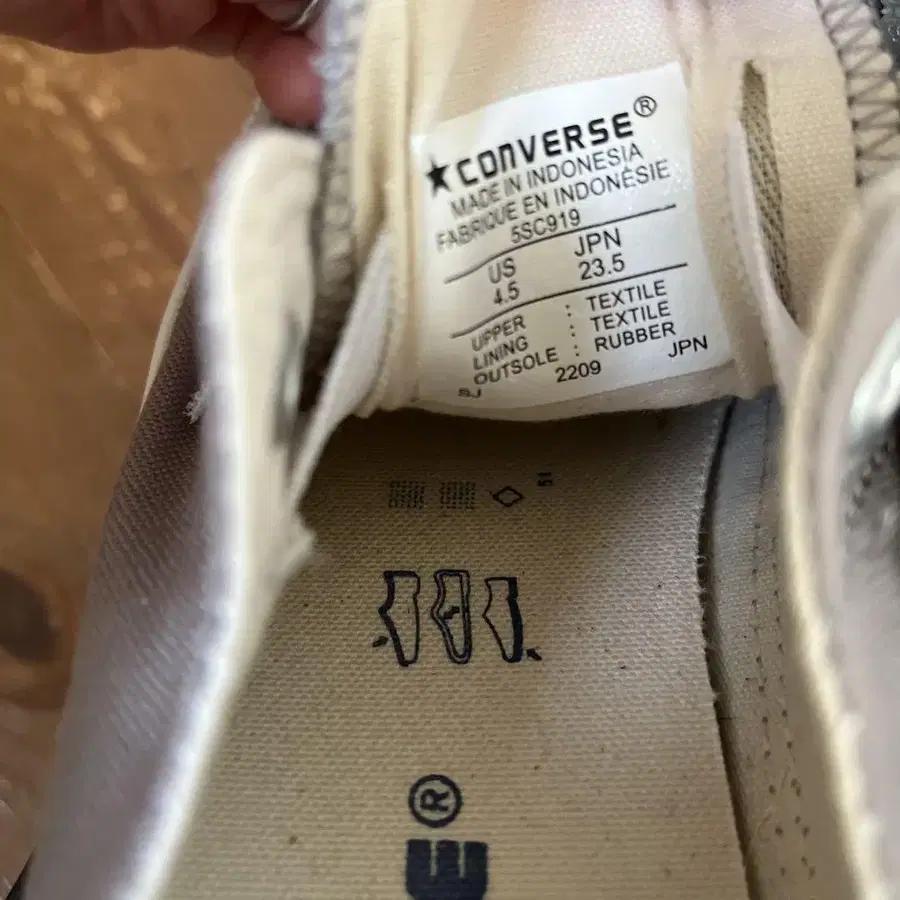 ★CONVERSE®
MADE IN INDONESIA
FABRIQUE EN INDONÉSIE
5SC919
US JPN
4.5 23.5
UPPER : TEXTILE
LINING : TEXTILE
OUTSOLE : RUBBER
2209 JPN
51
®
E